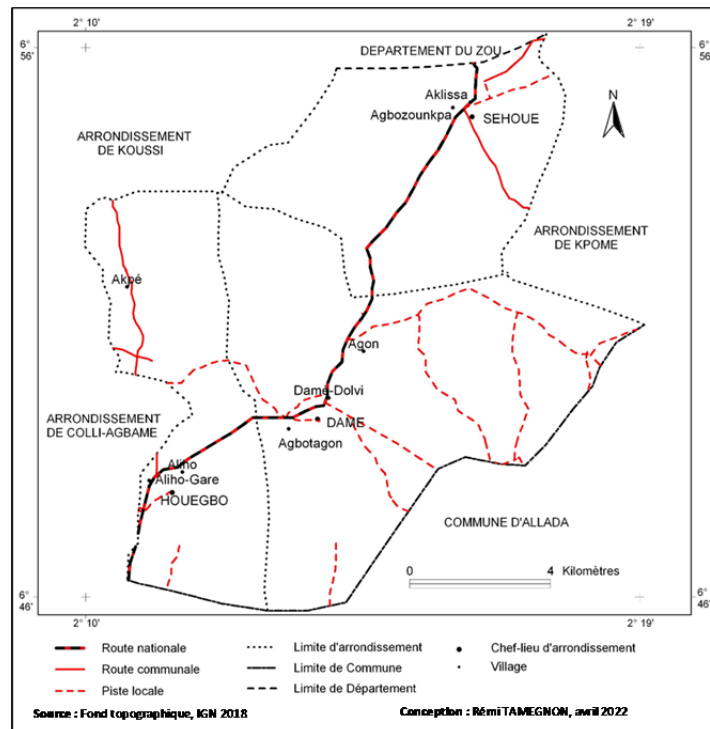 2° 10'
2° 19'
6°
56'
6°
56'
DEPARTEMENT DU ZOU
Aklissa
Agbozounkpa
SEHOUE
N
ARRONDISSEMENT
DE KOUSSI
ARRONDISSEMENT
DE KPOME
Akpé
Agon
Damè-Dolvi
DAME
Agbotagon
ARRONDISSEMENT
DE COLLI-AGBAME
Aliho
Aliho-Gare
HOUEGBO
COMMUNE D'ALLADA
0 4 Kilomètres
6°
46'
6°
46'
2° 10'
2° 19'
Route nationale
Route communale
Piste locale
Limite d'arrondissement
Limite de Commune
Limite de Département
Chef-lieu d'arrondissement
Village
Source : Fond topographique, IGN 2018
Conception : Rémi TAMEGNON, avril 2022